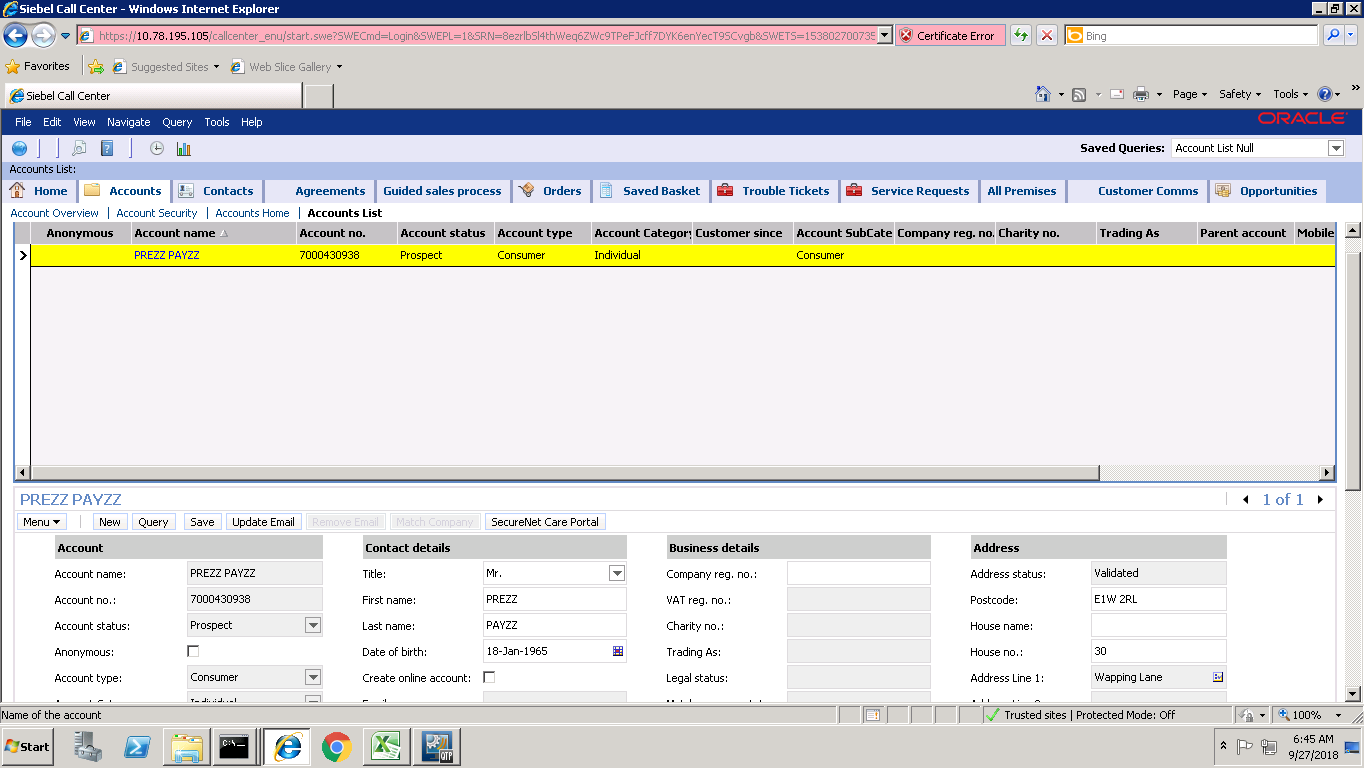 Siebel Call Center - Windows Internet Explorer
https://10.78.195.105/callcenter_enu/start.swe?SWECmd=Login&SWEPL=1&SRN=8ezrlbSl4thWeq6ZWc9TPeFJcff7DYK6enYecT9SCvgb&SWETS=153802700735 Certificate Error Bing
Favorites Suggested Sites Web Slice Gallery
Siebel Call Center Page Safety Tools
File Edit View Navigate Query Tools Help ORACLE
Saved Queries: Account List Null
Accounts List:
Home Accounts Contacts Agreements Guided sales process Orders Saved Basket Trouble Tickets Service Requests All Premises Customer Comms Opportunities
Account Overview Account Security Accounts Home Accounts List
Anonymous Account name Account no. Account status Account type Account Category Customer since Account SubCate Company reg. no. Charity no. Trading As Parent account Mobile
PREZZ PAYZZ 7000430938 Prospect Consumer Individual Consumer
PREZZ PAYZZ 1 of 1
Menu New Query Save Update Email Remove Email Match Company SecureNet Care Portal
Account Contact details Business details Address
Account name: PREZZ PAYZZ Title: Mr. Company reg. no.: Address status: Validated
Account no.: 7000430938 First name: PREZZ VAT reg. no.: Postcode: E1W 2RL
Account status: Prospect Last name: PAYZZ Charity no.: House name:
Anonymous: Date of birth: 18-Jan-1965 Trading As: House no.: 30
Account type: Consumer Create online account: Legal status: Address Line 1: Wapping Lane
Name of the account Trusted sites | Protected Mode: Off 100%
Start QTP 6:45 AM
9/27/2018